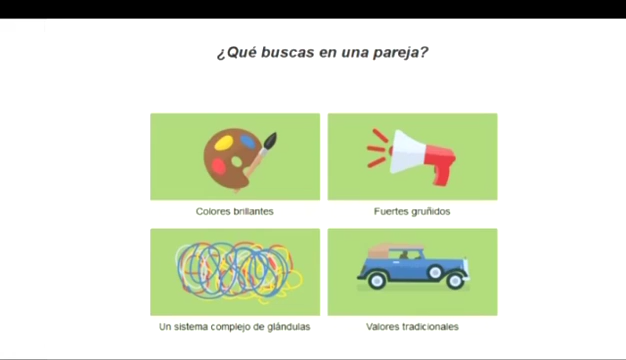 ¿Qué buscas en una pareja?
Colores brillantes
Fuertes gruñidos
Un sistema complejo de glándulas
Valores tradicionales